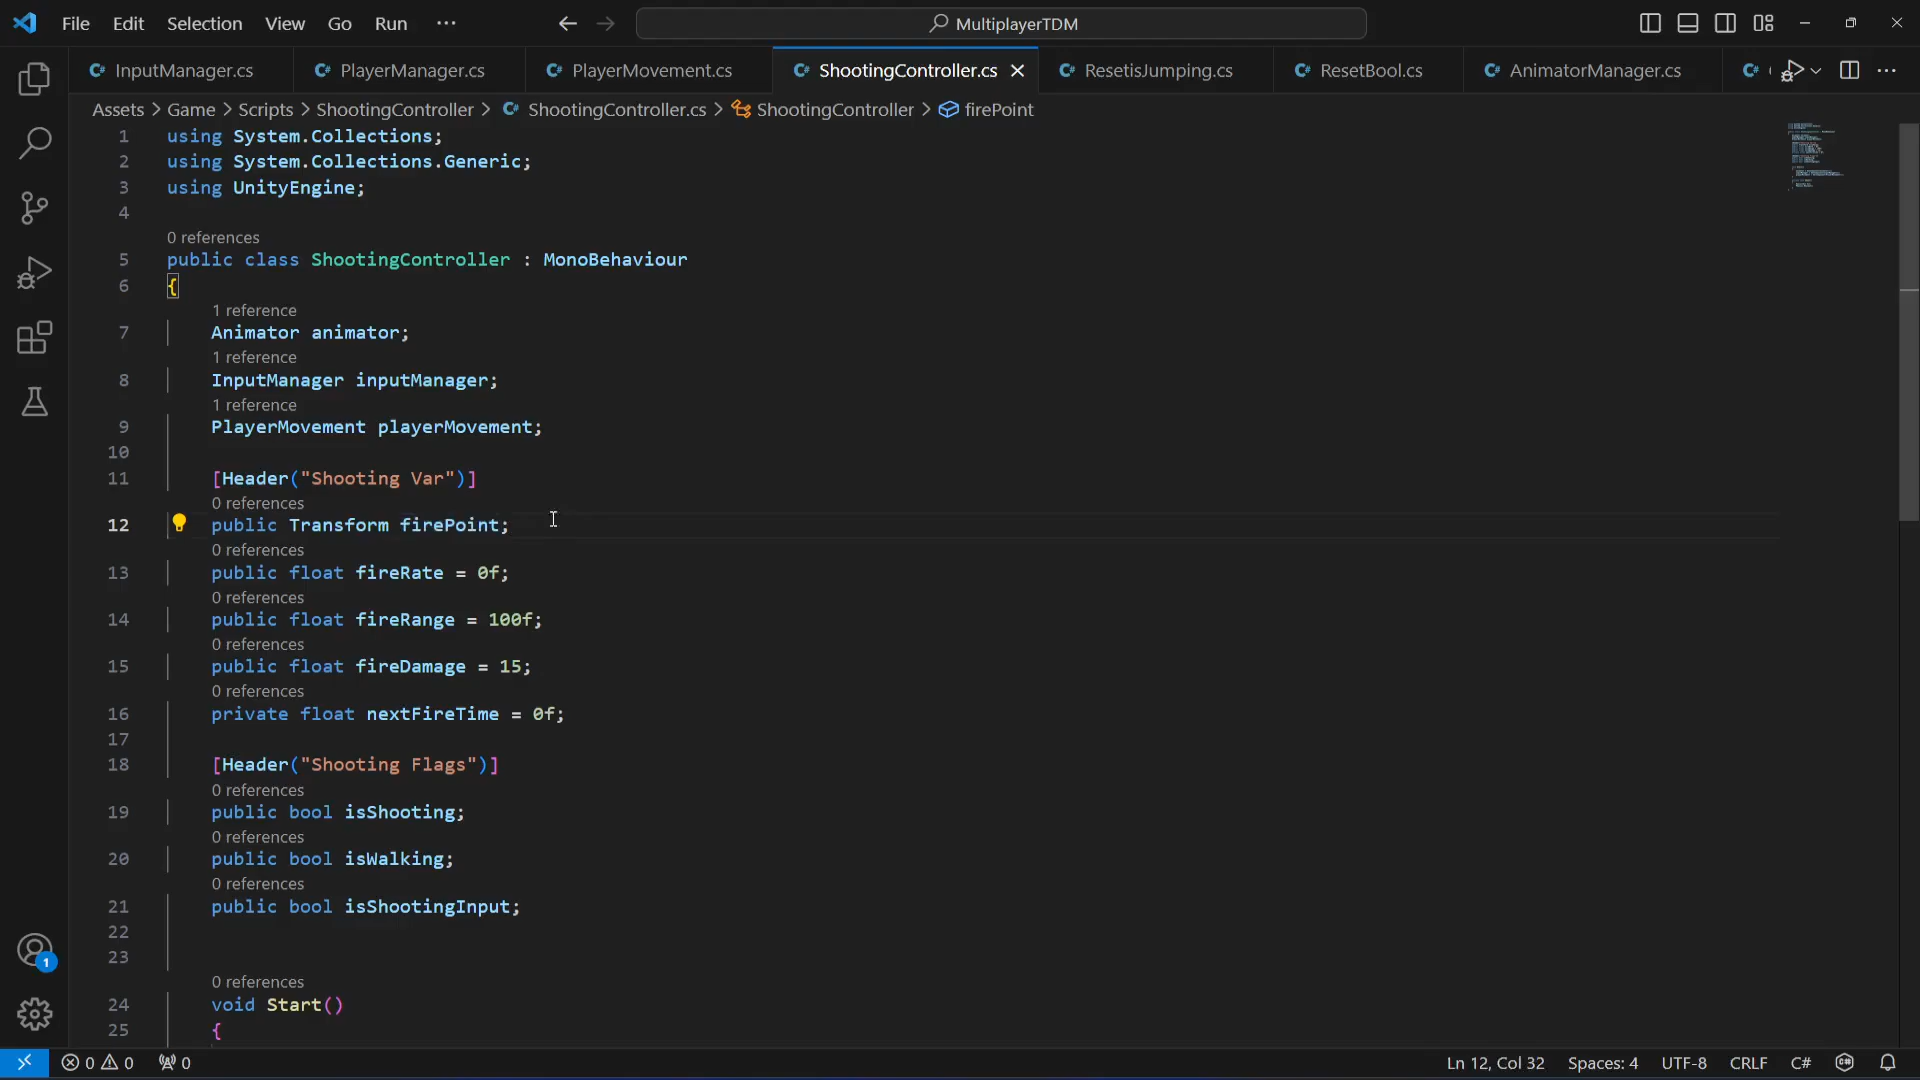 File Edit Selection View Go Run ···
MultiplayerTDM
InputManager.cs PlayerManager.cs PlayerMovement.cs ShootingController.cs ResetisJumping.cs ResetBool.cs AnimatorManager.cs
Assets > Game > Scripts > ShootingController > ShootingController.cs > ShootingController > firePoint
1 using System.Collections;
2 using System.Collections.Generic;
3 using UnityEngine;
4
0 references
5 public class ShootingController : MonoBehaviour
6 {
1 reference
7 Animator animator;
1 reference
8 InputManager inputManager;
1 reference
9 PlayerMovement playerMovement;
10
11 [Header("Shooting Var")]
0 references
12 public Transform firePoint;
0 references
13 public float fireRate = 0f;
0 references
14 public float fireRange = 100f;
0 references
15 public float fireDamage = 15;
0 references
16 private float nextFireTime = 0f;
17
18 [Header("Shooting Flags")]
0 references
19 public bool isShooting;
0 references
20 public bool isWalking;
0 references
21 public bool isShootingInput;
22
23
0 references
24 void Start()
25 {
1
0 0 0 Ln 12, Col 32 Spaces: 4 UTF-8 CRLF C#